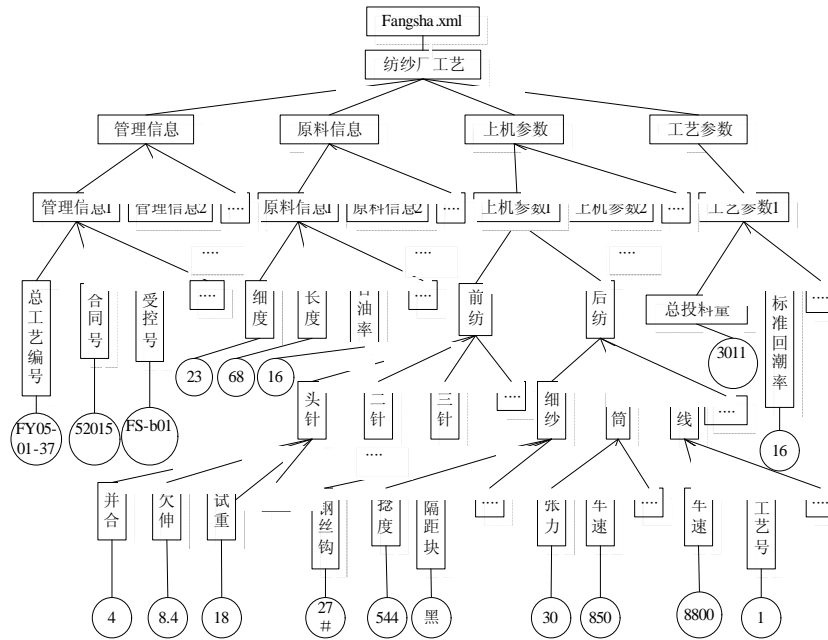 Fangsha.xml
纺纱厂工艺
管理信息
原料信息
上机参数
工艺参数
管理信息1
管理信息2
....
原料信息1
原料信息2
....
上机参数1
上机参数2
....
工艺参数1
....
....
....
总工艺编号
合同号
受控号
....
细度
长度
含油率
....
前纺
后纺
....
总投料量
标准回潮率
....
23
68
16
3011
FY05-
01-37
52015
FS-b01
头针
二针
三针
....
细纱
筒
线
....
16
....
....
并合
欠伸
试重
钢丝钩
捻度
隔距块
....
张力
车速
....
车速
工艺号
....
4
8.4
18
27
#
544
黑
30
850
8800
1